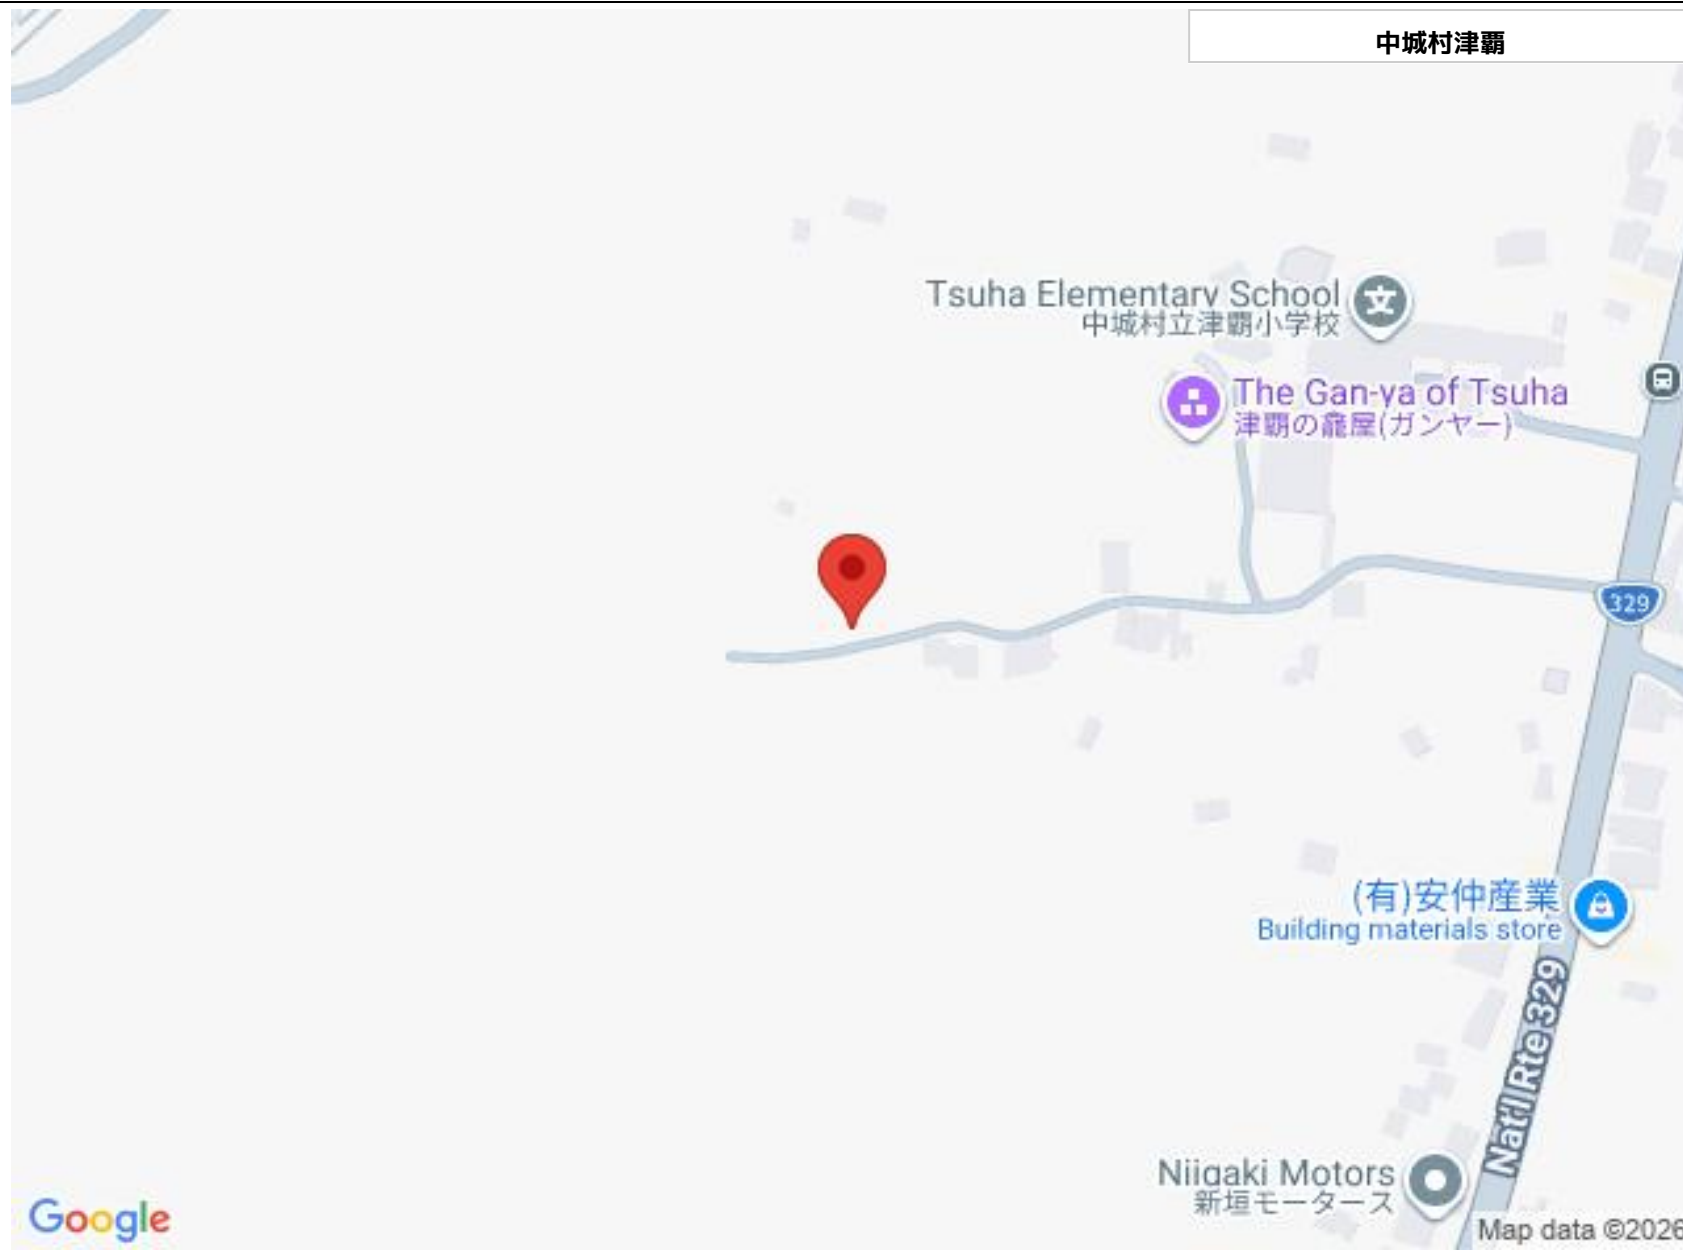 中城村津覇
Tsuha Elementary School
中城村立津覇小学校
The Gan-ya of Tsuha
津覇の龕屋(ガンヤー)
329
(有)安仲産業
Building materials store
Nat'l Rte 329
Niigaki Motors
新垣モータース
Google
Map data ©2026